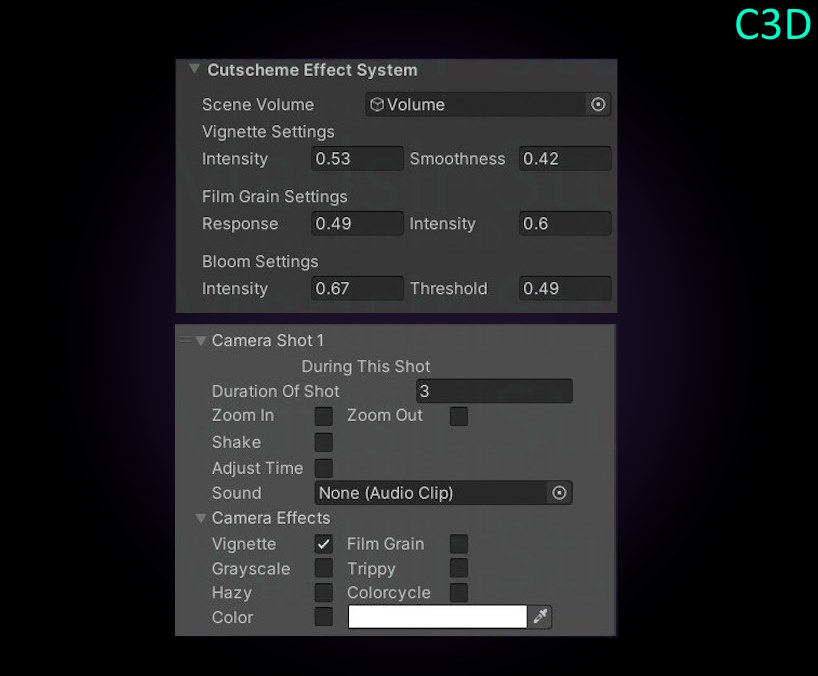 C3D
Cutscheme Effect System
Scene Volume Volume
Vignette Settings
Intensity 0.53 Smoothness 0.42
Film Grain Settings
Response 0.49 Intensity 0.6
Bloom Settings
Intensity 0.67 Threshold 0.49
Camera Shot 1
During This Shot
Duration Of Shot 3
Zoom In Zoom Out
Shake
Adjust Time
Sound None (Audio Clip)
Camera Effects
Vignette Film Grain
Grayscale Trippy
Hazy Colorcycle
Color